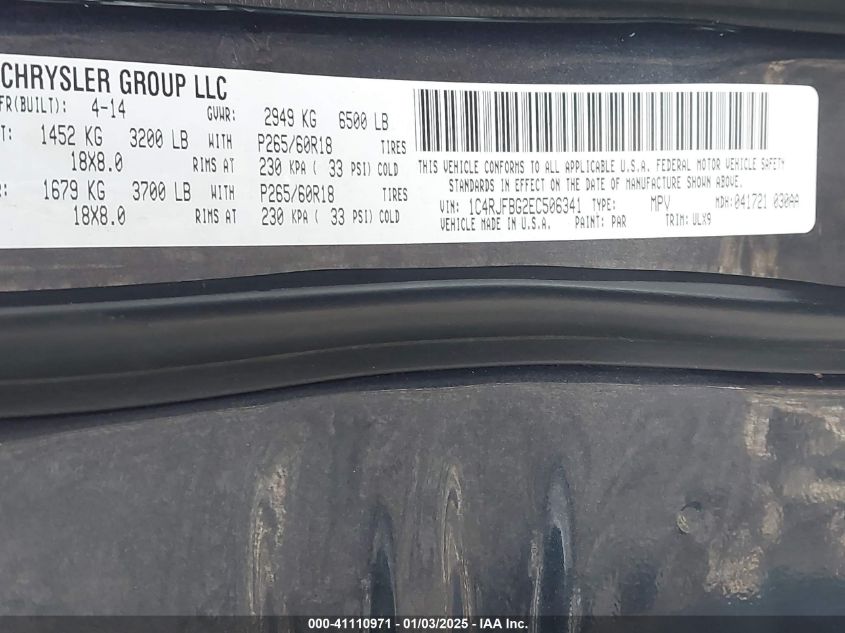 CHRYSLER GROUP LLC
FR(BUILT): 4-14 GVWR: 2949 KG 6500 LB
T: 1452 KG 3200 LB WITH P265/60R18 TIRES
18X8.0 RIMS AT 230 KPA ( 33 PSI) COLD
R: 1679 KG 3700 LB WITH P265/60R18 TIRES
18X8.0 RIMS AT 230 KPA ( 33 PSI) COLD
THIS VEHICLE CONFORMS TO ALL APPLICABLE U.S.A. FEDERAL MOTOR VEHICLE SAFETY
STANDARDS IN EFFECT ON THE DATE OF MANUFACTURE SHOWN ABOVE.
VIN: 1C4RJFBG2EC506341 TYPE: MPV MDH: 041721 030AA
VEHICLE MADE IN U.S.A. PAINT: PAR TRIM: ULX9
000-41110971 - 01/03/2025 - IAA Inc.